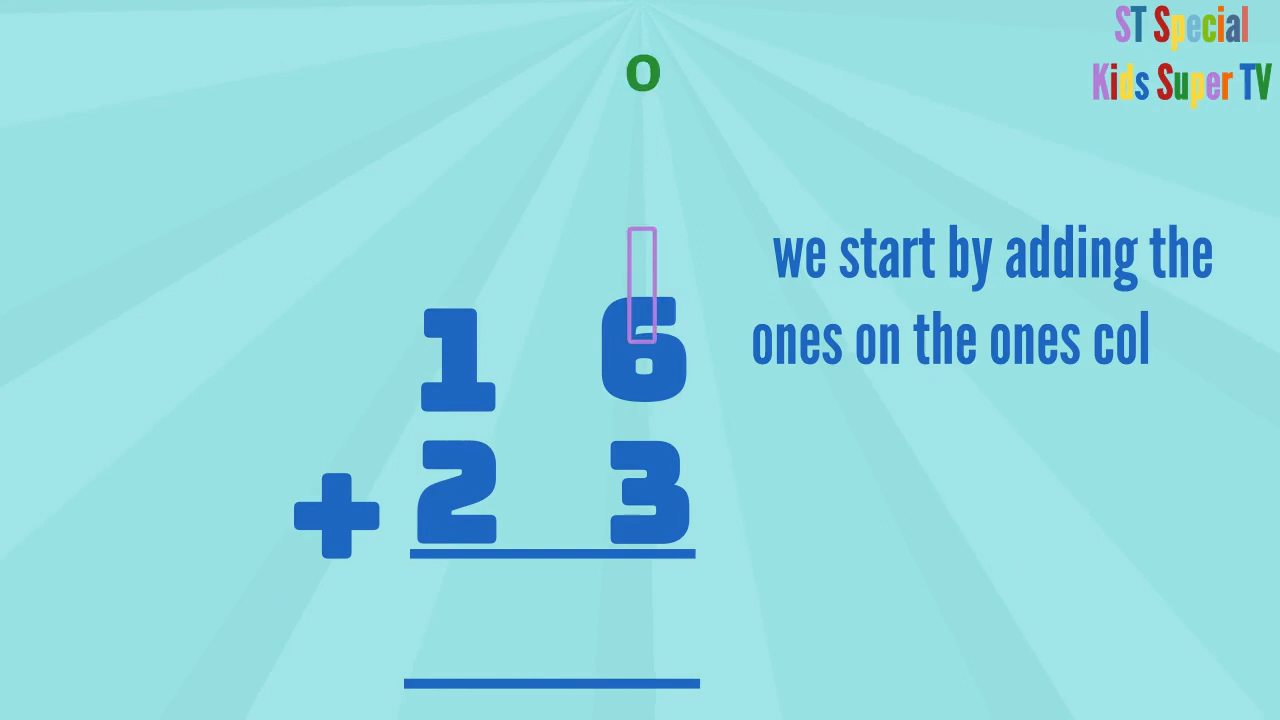 ST Special
Kids Super TV
O
1 6
+ 2 3
we start by adding the
ones on the ones col